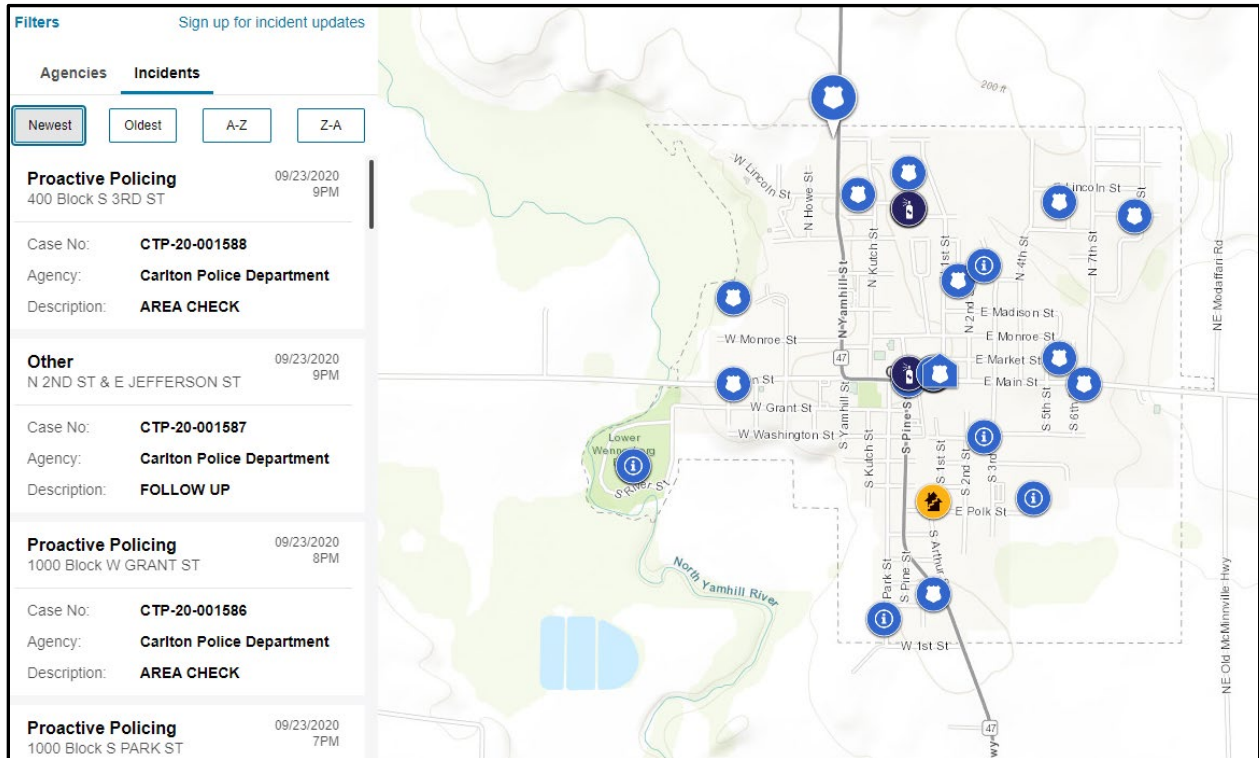 Filters
Sign up for incident updates
Agencies
Incidents
Newest
Oldest
A-Z
Z-A
Proactive Policing
09/23/2020
400 Block S 3RD ST
9PM
Case No:
CTP-20-001588
Agency:
Carlton Police Department
Description:
AREA CHECK
Other
09/23/2020
N 2ND ST & E JEFFERSON ST
9PM
Case No:
CTP-20-001587
Agency:
Carlton Police Department
Description:
FOLLOW UP
Proactive Policing
09/23/2020
1000 Block W GRANT ST
8PM
Case No:
CTP-20-001586
Agency:
Carlton Police Department
Description:
AREA CHECK
Proactive Policing
09/23/2020
1000 Block S PARK ST
7PM
200 ft
W Lincoln St
Lincoln St
St
N Howe St
N Kutch St
N Yamhill St
1st St
N 2nd
N 4th St
N 7th St
NE Modaffari Rd
E Madison St
W Monroe St
E Monroe St
47
E Market St
n St
E Main St
W Grant St
W Washington St
S Yamhill St
S Kutch St
S Pine S
S 1st St
S 2nd St
S 3rd
S 5th St
S 6th
Lower
S River St
E Polk St
S Arthur S
North Yamhill River
Park St
S Pine St
W 1st St
NE Old McMinnville Hwy
47
wy